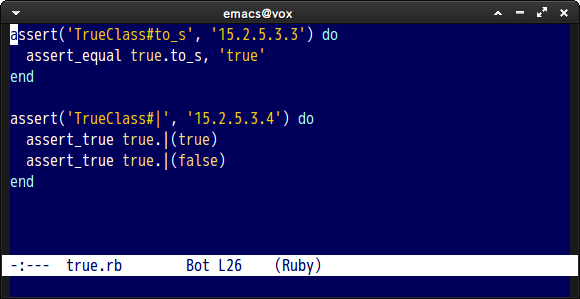 emacs@vox
assert('TrueClass#to_s', '15.2.5.3.3') do
  assert_equal true.to_s, 'true'
end

assert('TrueClass#|', '15.2.5.3.4') do
  assert_true true.|(true)
  assert_true true.|(false)
end
-:---  true.rb        Bot L26    (Ruby)